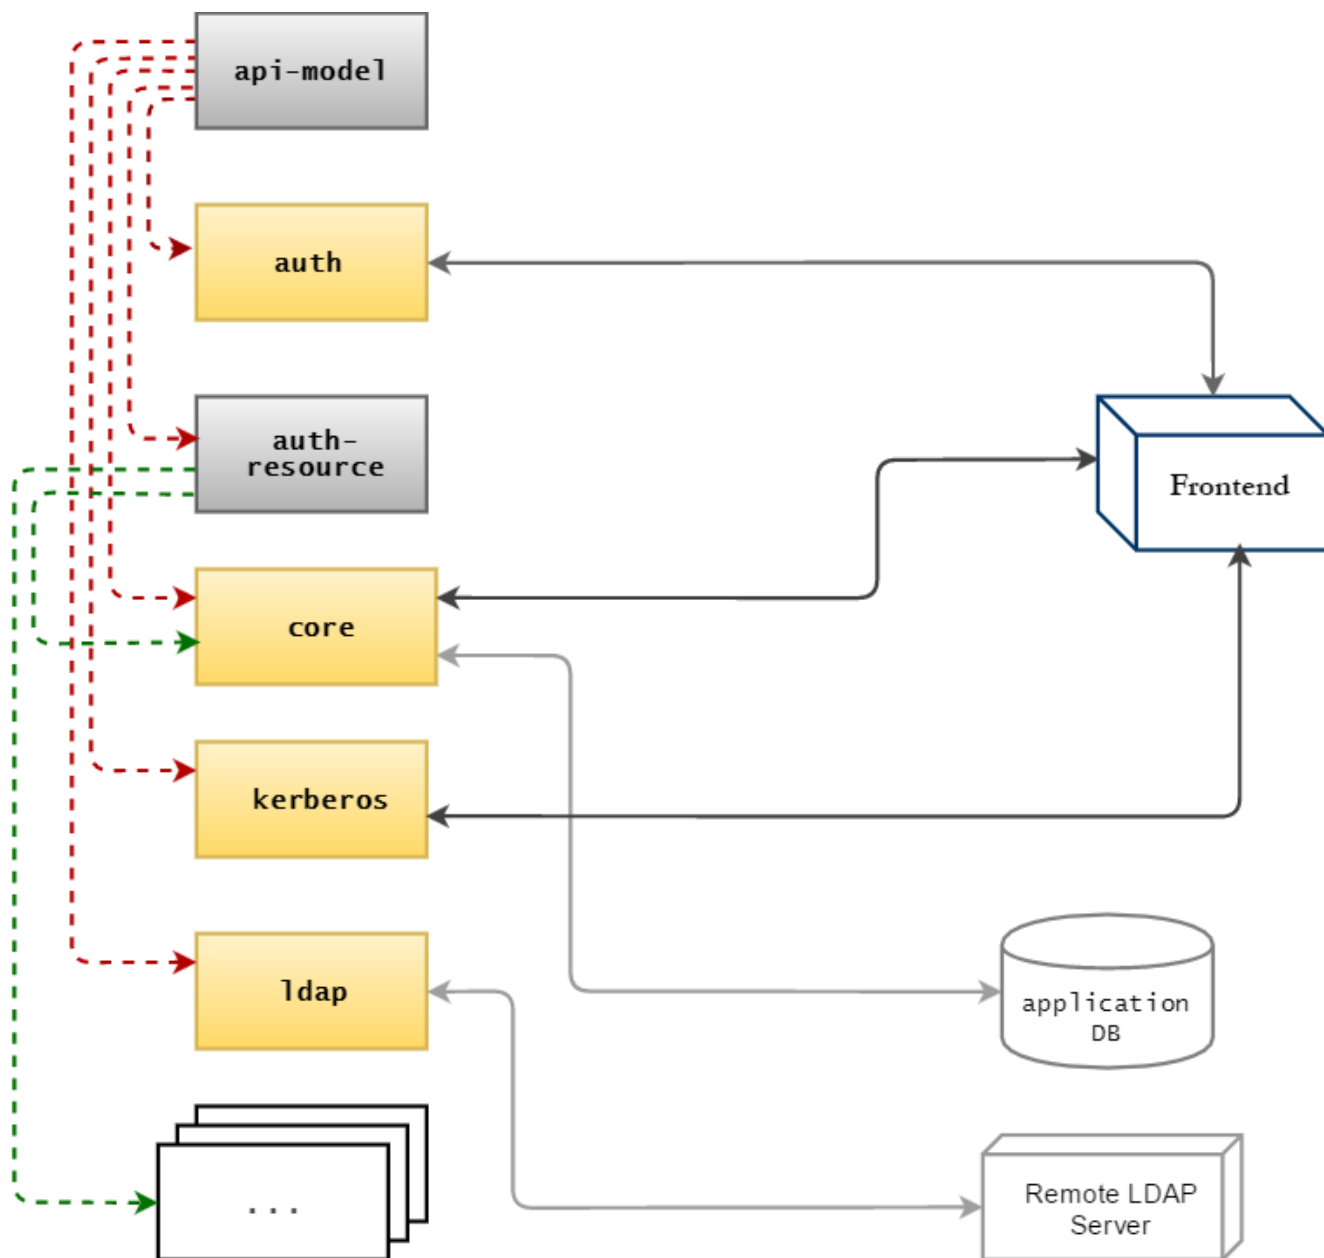 api-model
auth
auth-
resource
Frontend
core
kerberos
ldap
application
DB
...
Remote LDAP
Server